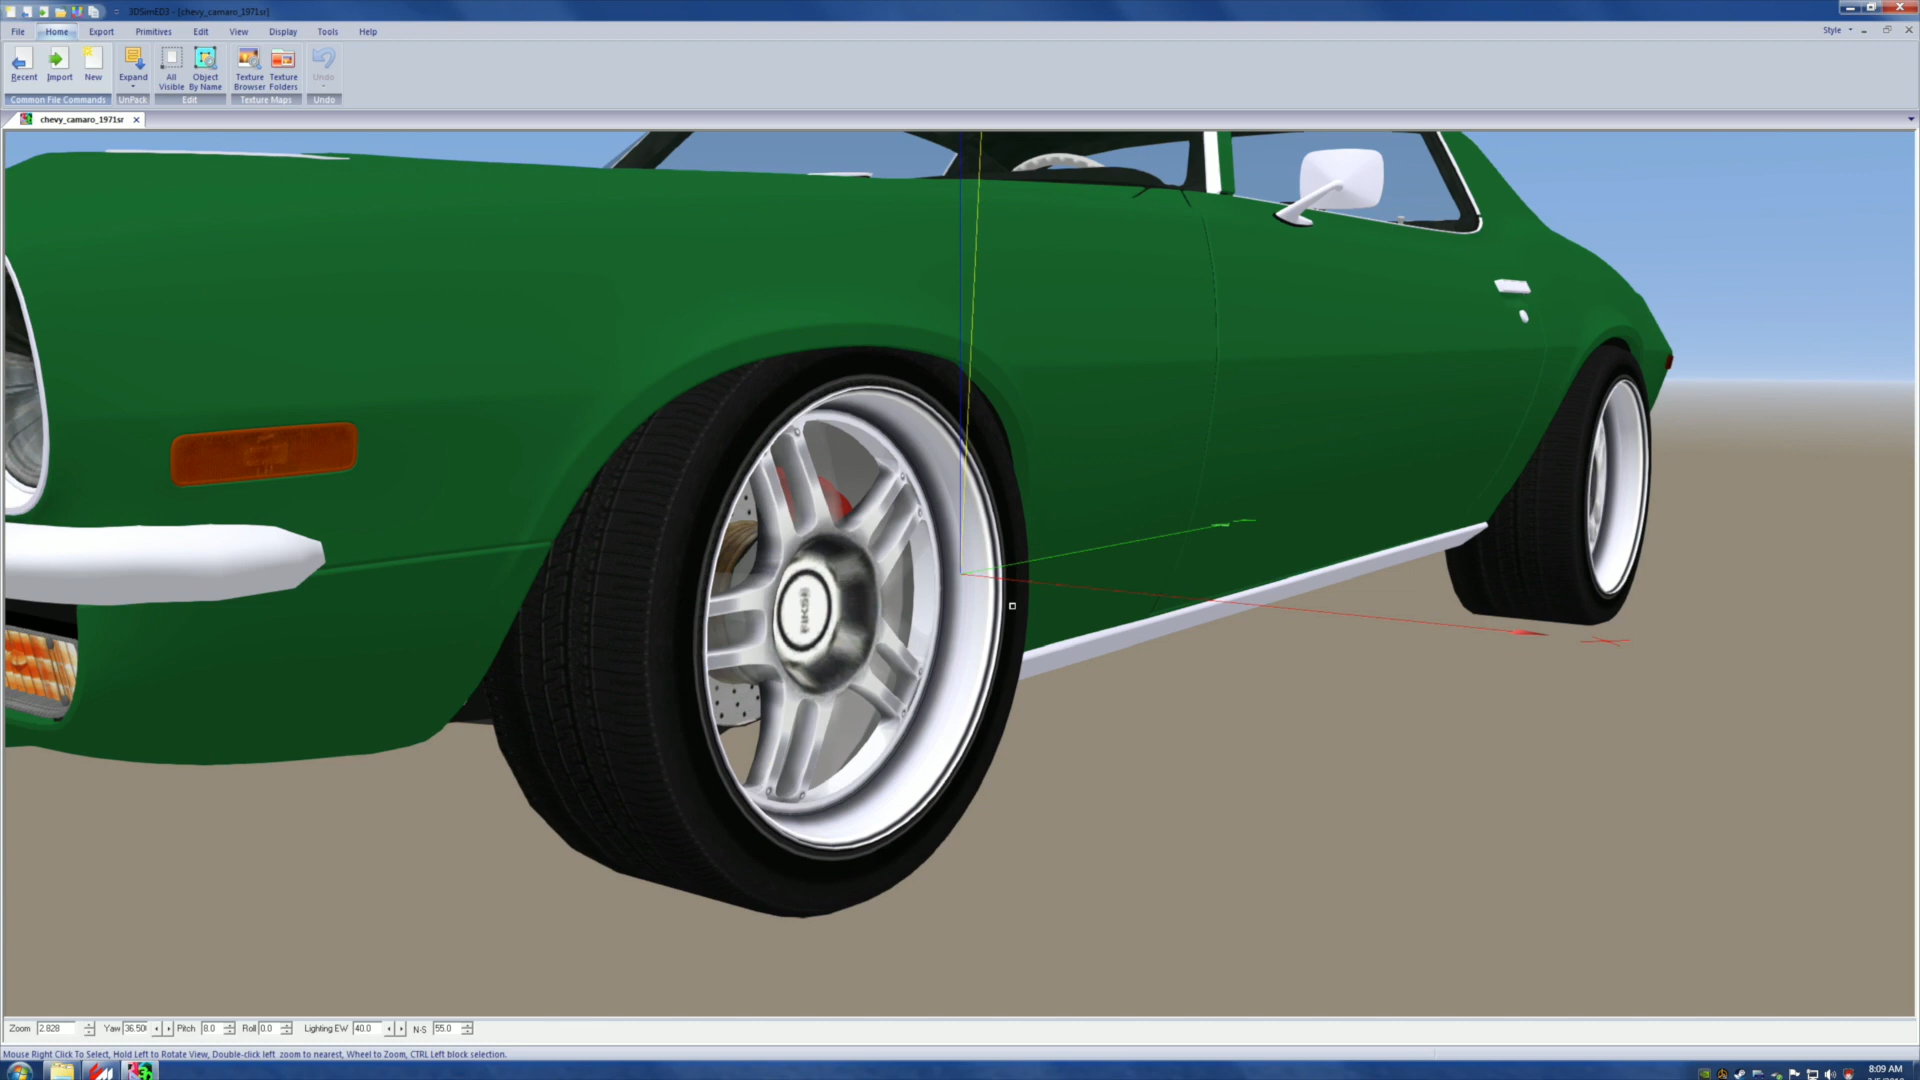 3DSimED3 - [chevy_camaro_1971sr]
File Home Export Primitives Edit View Display Tools Help Style
Recent Import New Expand All Visible Object By Name Texture Browser Texture Folders Undo
Common File Commands UnPack Edit Texture Maps Undo
chevy_camaro_1971sr
Zoom 2.828 Yaw 36.50 Pitch 8.0 Roll 0.0 Lighting EW 40.0 N-S 55.0
Mouse Right Click To Select, Hold Left to Rotate View, Double-click left zoom to nearest, Wheel to Zoom, CTRL Left block selection.
8:09 AM